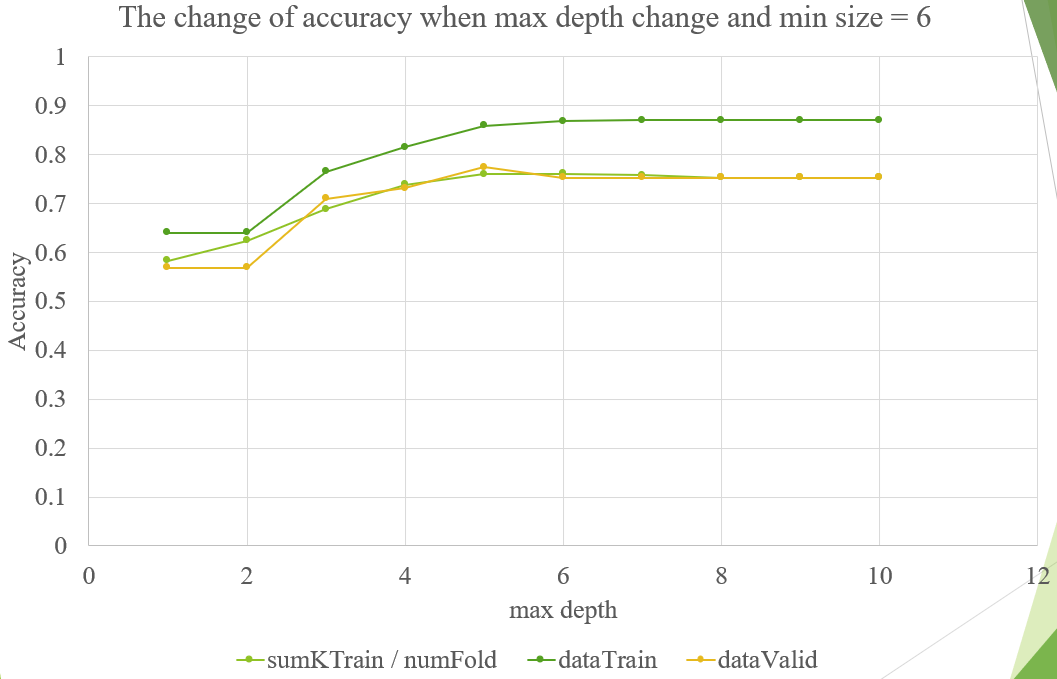 The change of accuracy when max depth change and min size = 6
1
0.9
0.8
0.7
0.6
0.5
0.4
0.3
0.2
0.1
0
Accuracy
0 2 4 6 8 10 12
max depth
sumKTrain / numFold dataTrain dataValid